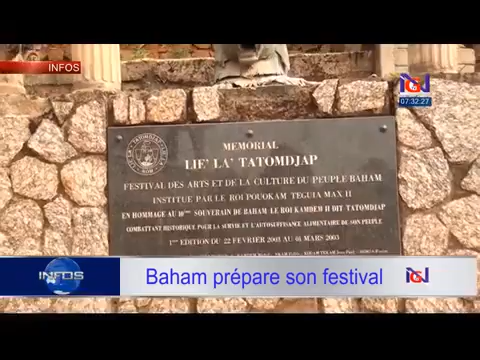 INFOS
07:32:27
MEMORIAL
LIE' LA' TATOMDJAP
FESTIVAL DES ARTS ET DE LA CULTURE DU PEUPLE BAHAM
INSTITUE PAR LE ROI POUOKAM TEGUIA MAX II
EN HOMMAGE AU 10ème SOUVERAIN DE BAHAM LE ROI KAMDEM II DIT TATOMDJAP
COMBATTANT HISTORIQUE POUR LA SURVIE ET L'AUTOSUFFISANCE ALIMENTAIRE DE SON PEUPLE
1ère EDITION DU 22 FEVRIER 2003 AU 01 MARS 2003
INFOS
Baham prépare son festival